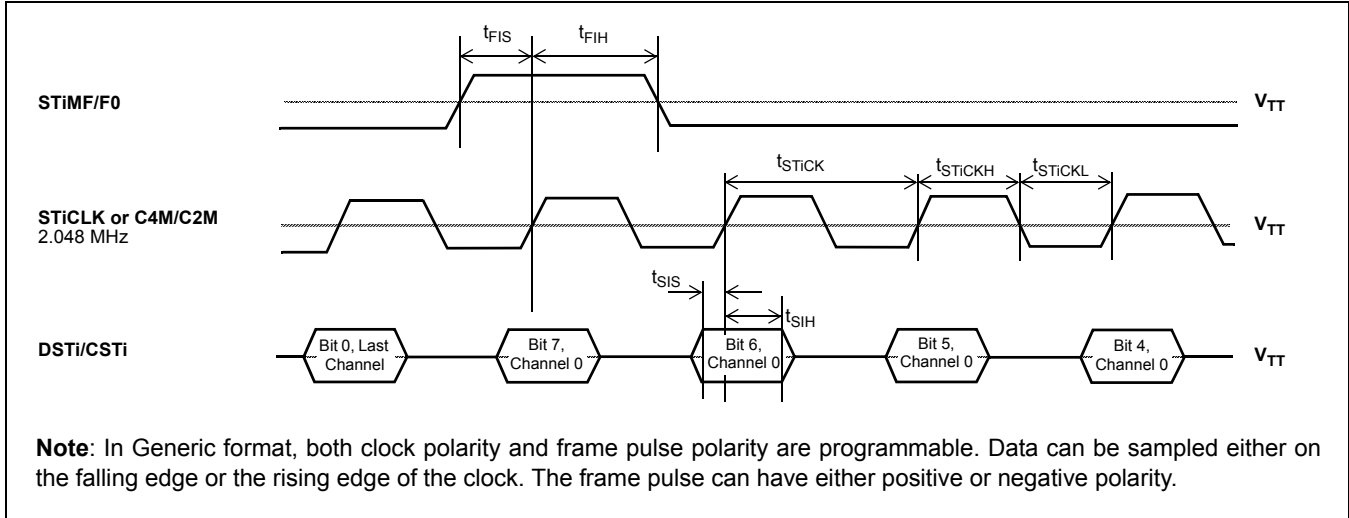 tFIS
tFIH
STiMF/F0
VTT
tSTiCK
tSTiCKH
tSTiCKL
STiCLK or C4M/C2M
2.048 MHz
VTT
tSIS
tSIH
DSTi/CSTi
Bit 0, Last
Channel
Bit 7,
Channel 0
Bit 6,
Channel 0
Bit 5,
Channel 0
Bit 4,
Channel 0
VTT
Note: In Generic format, both clock polarity and frame pulse polarity are programmable. Data can be sampled either on
the falling edge or the rising edge of the clock. The frame pulse can have either positive or negative polarity.